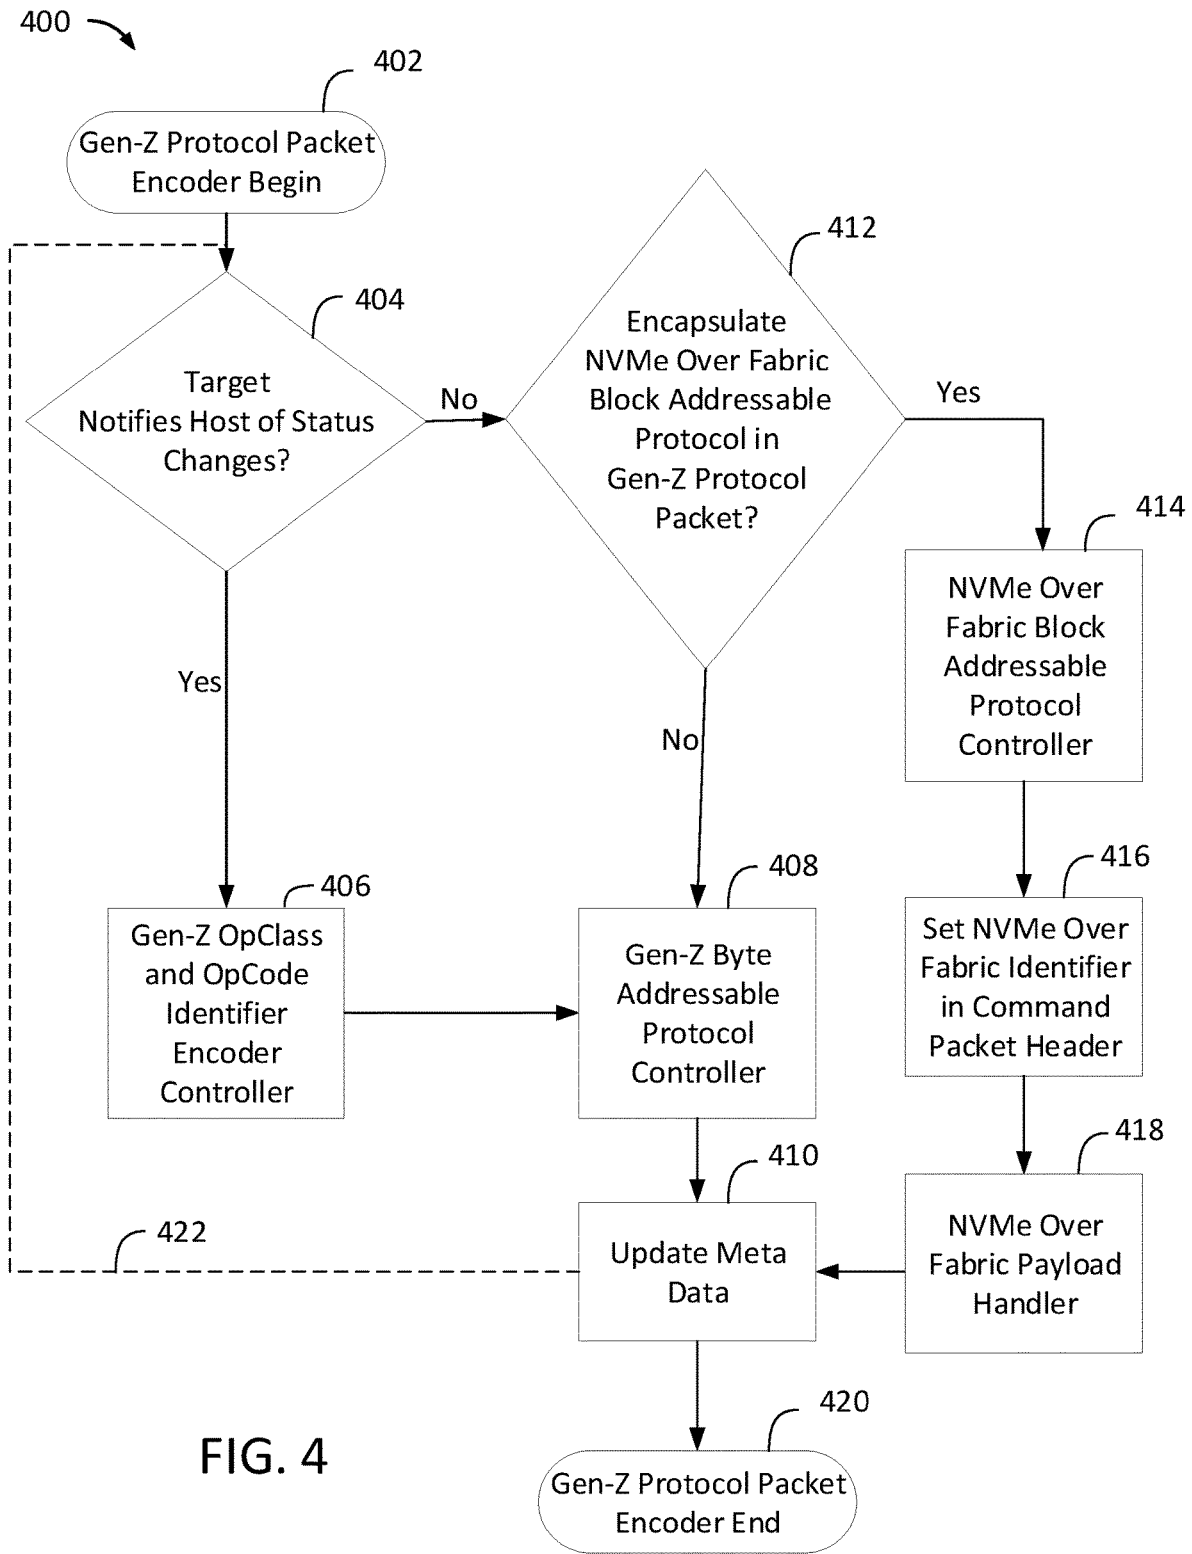 400
402
Gen-Z Protocol Packet
Encoder Begin
404
Target
Notifies Host of Status
Changes?
No
Yes
412
Encapsulate
NVMe Over Fabric
Block Addressable
Protocol in
Gen-Z Protocol
Packet?
Yes
No
414
NVMe Over
Fabric Block
Addressable
Protocol
Controller
406
Gen-Z OpClass
and OpCode
Identifier
Encoder
Controller
408
Gen-Z Byte
Addressable
Protocol
Controller
416
Set NVMe Over
Fabric Identifier
in Command
Packet Header
410
Update Meta
Data
418
NVMe Over
Fabric Payload
Handler
422
420
Gen-Z Protocol Packet
Encoder End
FIG. 4